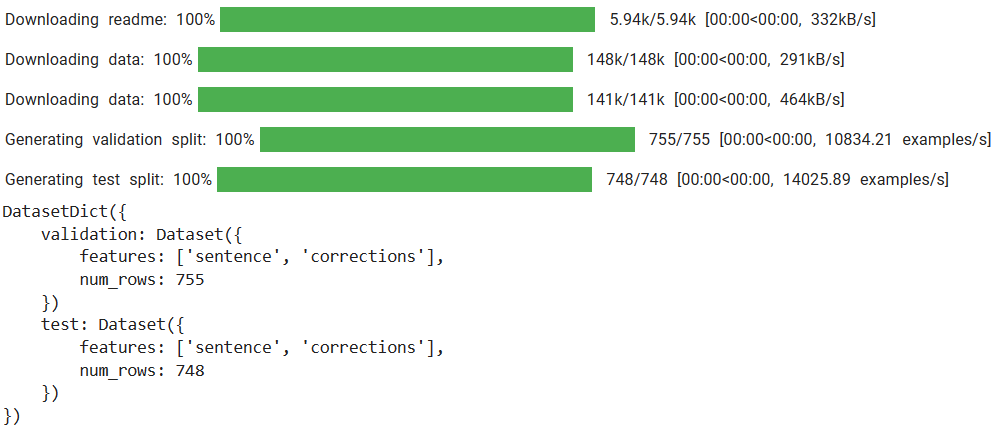 Downloading readme: 100% 5.94k/5.94k [00:00<00:00, 332kB/s]
Downloading data: 100% 148k/148k [00:00<00:00, 291kB/s]
Downloading data: 100% 141k/141k [00:00<00:00, 464kB/s]
Generating validation split: 100% 755/755 [00:00<00:00, 10834.21 examples/s]
Generating test split: 100% 748/748 [00:00<00:00, 14025.89 examples/s]
DatasetDict({
    validation: Dataset({
        features: ['sentence', 'corrections'],
        num_rows: 755
    })
    test: Dataset({
        features: ['sentence', 'corrections'],
        num_rows: 748
    })
})